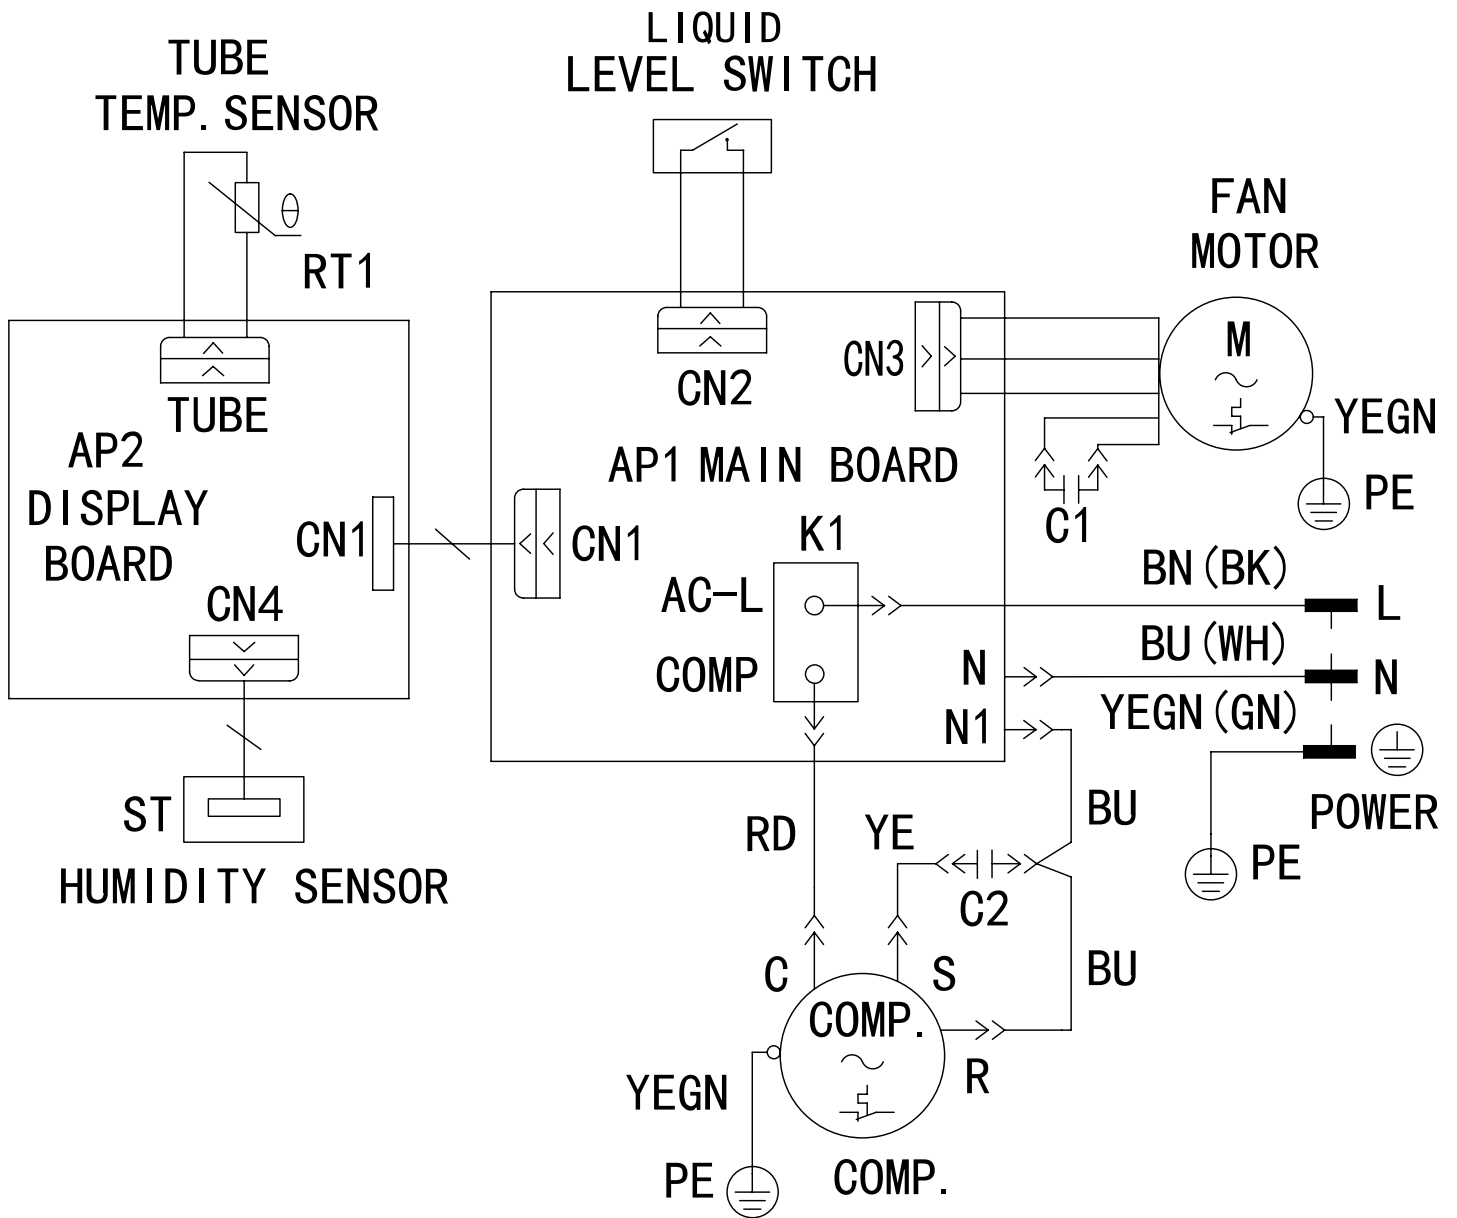 TUBE
TEMP. SENSOR
θ
RT1
LIQUID
LEVEL SWITCH
FAN
MOTOR
M
YEGN
PE
TUBE
AP2
DISPLAY
BOARD
CN1
CN4
ST
HUMIDITY SENSOR
CN2
CN3
AP1 MAIN BOARD
CN1
K1
AC-L
COMP
N
N1
C1
BN (BK)
L
BU (WH)
N
YEGN (GN)
POWER
PE
RD
YE
BU
C2
BU
C
S
COMP.
R
YEGN
PE
COMP.